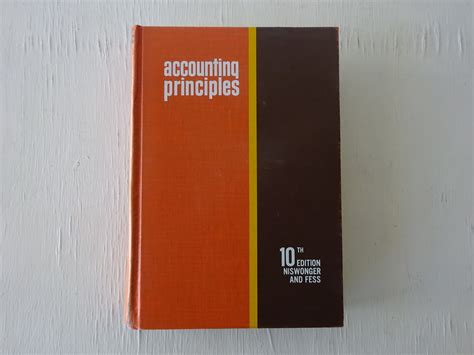 accounting
principles
10TH
EDITION
NISWONGER
AND FESS